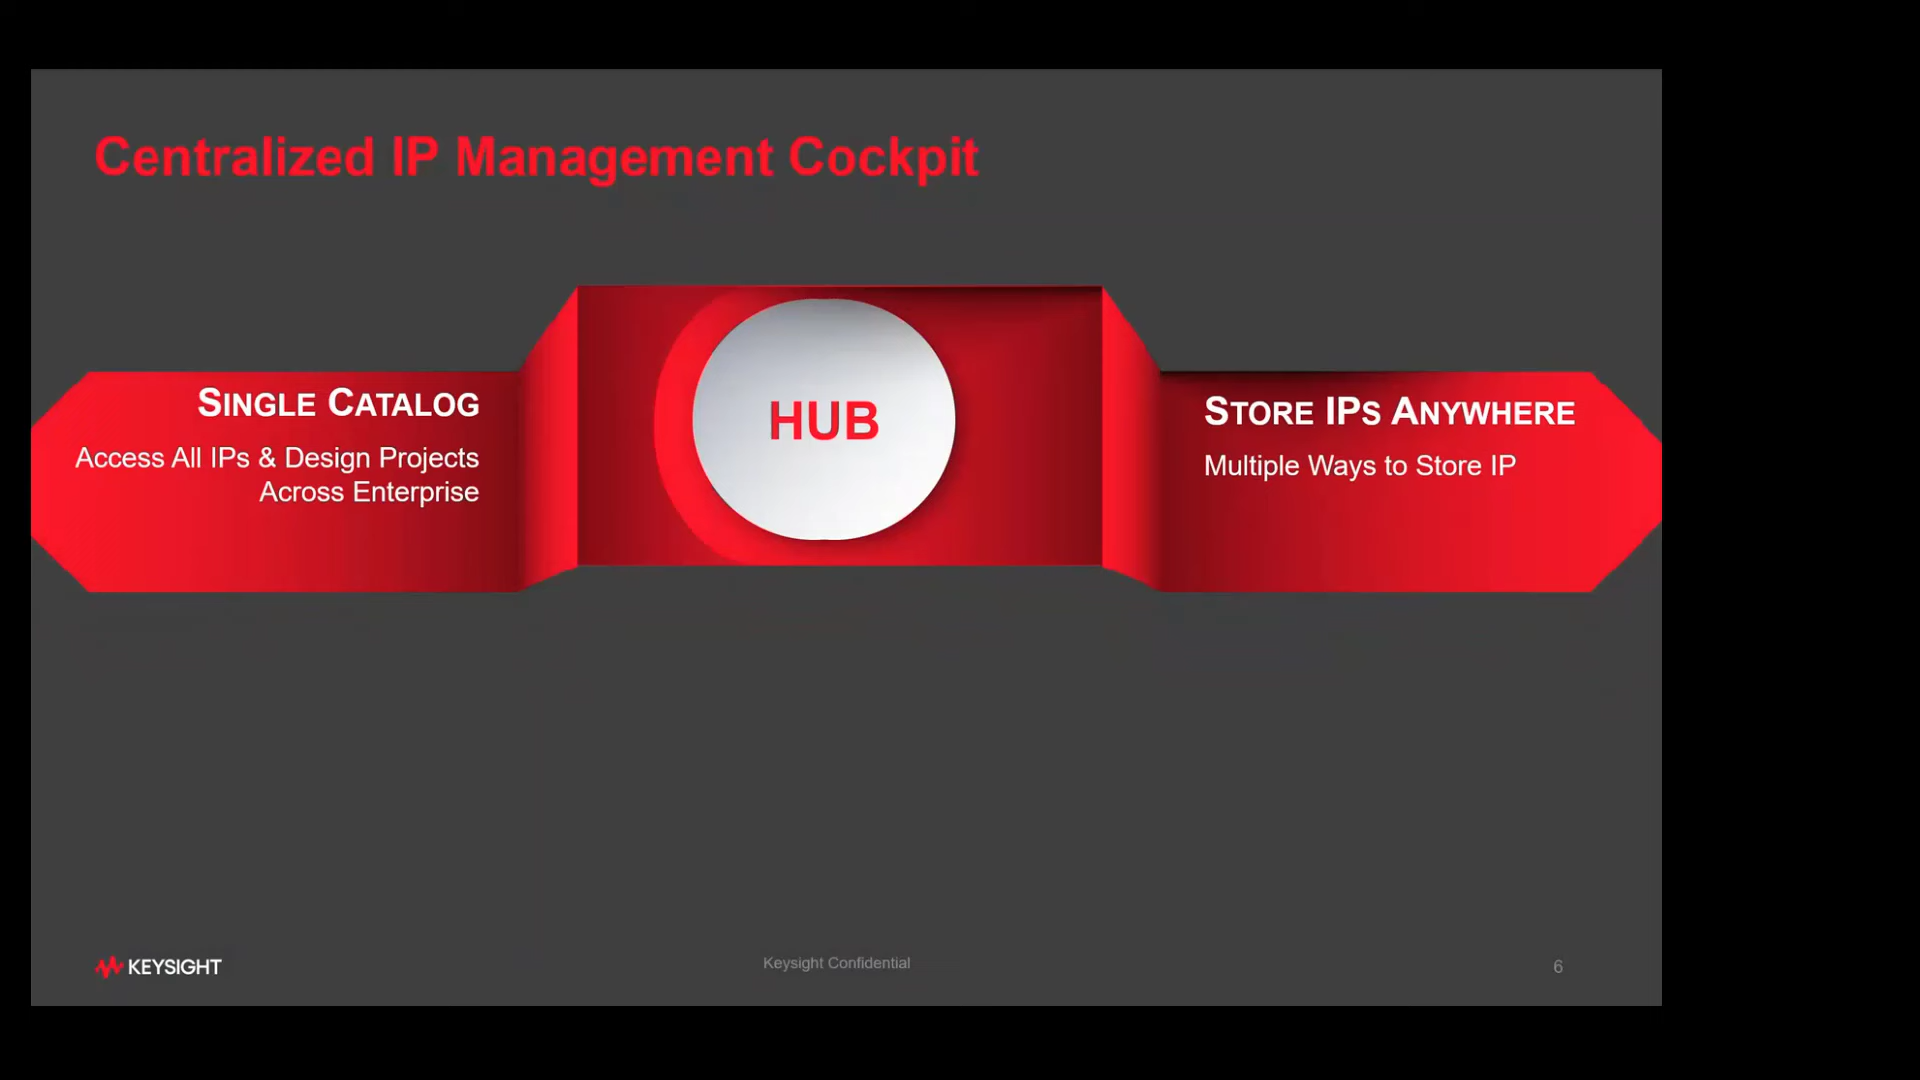 Centralized IP Management Cockpit
SINGLE CATALOG
Access All IPs & Design Projects
Across Enterprise
HUB
STORE IPS ANYWHERE
Multiple Ways to Store IP
KEYSIGHT
Keysight Confidential
6